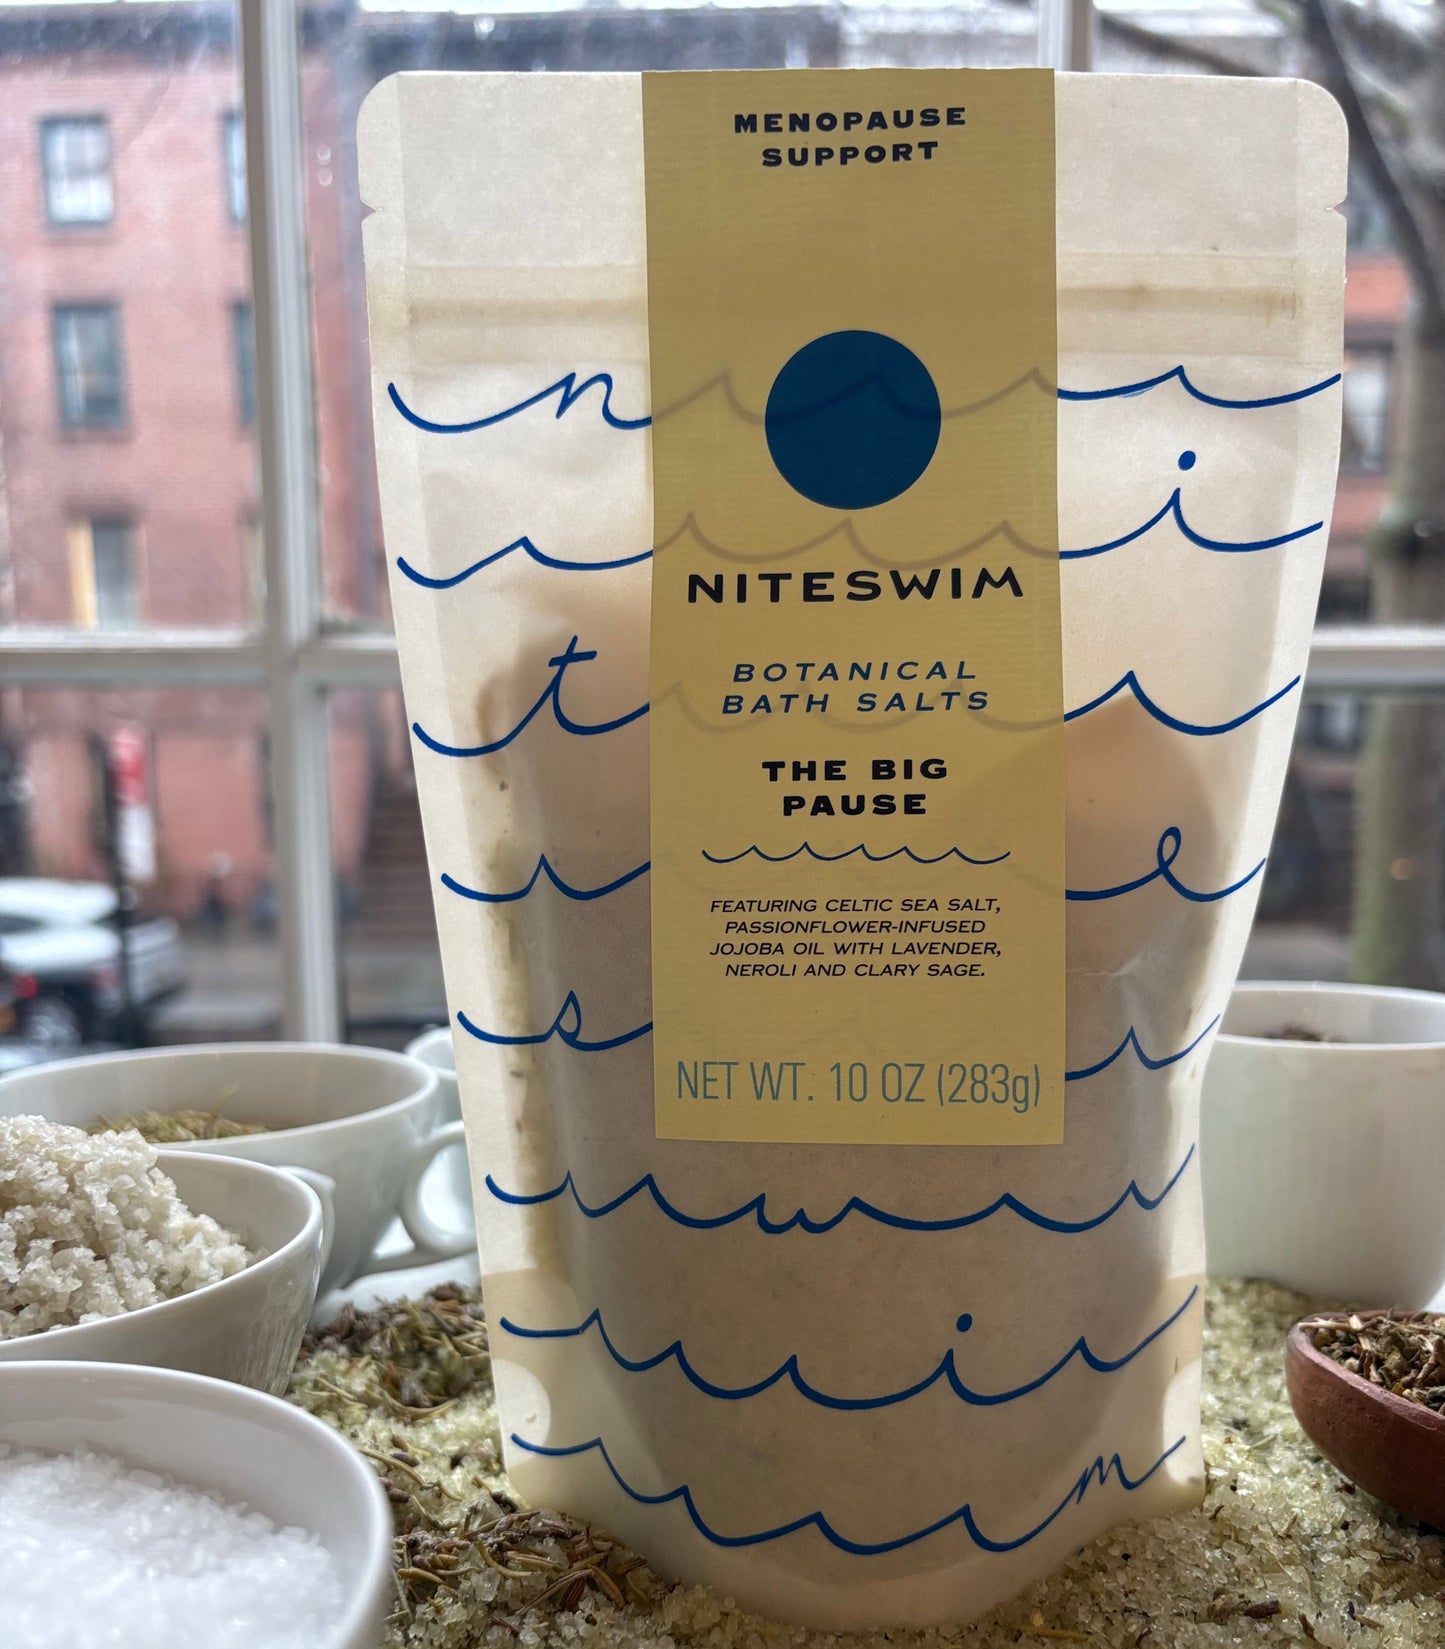 MENOPAUSE
SUPPORT
n
i
NITESWIM
BOTANICAL
BATH SALTS
t
THE BIG
PAUSE
e
FEATURING CELTIC SEA SALT,
PASSIONFLOWER-INFUSED
JOJOBA OIL WITH LAVENDER,
NEROLI AND CLARY SAGE.
s
NET WT. 10 OZ (283g)
w
i
m